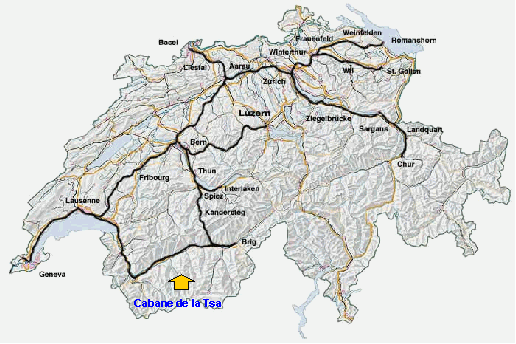 Weinfelden
Frauenfeld
Romanshorn
Basel
Winterthur
Liestal
Aarau
Wil
St. Gallen
Zürich
Luzern
Ziegelbrücke
Sargans
Landquart
Bern
Chur
Thun
Fribourg
Interlaken
Spiez
Lausanne
Kandersteg
Brig
Geneva
Cabane de la Tsa